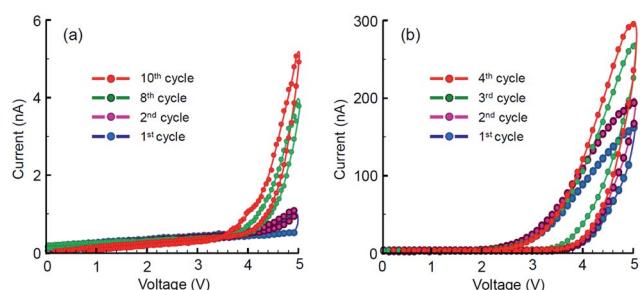 (a)
6
4
2
0
Current (nA)
10th cycle
8th cycle
2nd cycle
1st cycle
0 1 2 3 4 5
Voltage (V)
(b)
300
200
100
0
Current (nA)
4th cycle
3rd cycle
2nd cycle
1st cycle
0 1 2 3 4 5
Voltage (V)